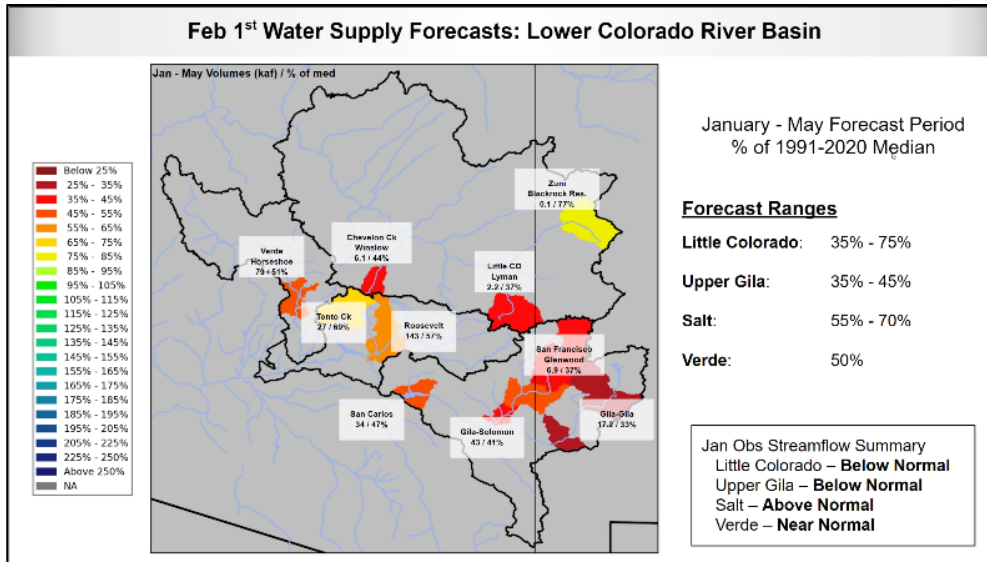 Feb 1st Water Supply Forecasts: Lower Colorado River Basin
Jan - May Volumes (kaf) / % of med
Below 25%
25% - 35%
35% - 45%
45% - 55%
55% - 65%
65% - 75%
75% - 85%
85% - 95%
95% - 105%
105% - 115%
115% - 125%
125% - 135%
135% - 145%
145% - 155%
155% - 165%
165% - 175%
175% - 185%
185% - 195%
195% - 205%
205% - 225%
225% - 250%
Above 250%
NA
Zuni
Blackrock Res.
0.1 / 77%
Chevelon Ck
Winslow
6.1 / 44%
Verde
Horseshoe
79 / 51%
Little CO
Lyman
2.2 / 37%
Tonto Ck
27 / 69%
Roosevelt
143 / 57%
San Francisco
Glenwood
6.9 / 37%
San Carlos
34 / 47%
Gila-Solomon
43 / 41%
Gila-Gila
17.2 / 33%
January - May Forecast Period
% of 1991-2020 Median
Forecast Ranges
Little Colorado: 35% - 75%
Upper Gila: 35% - 45%
Salt: 55% - 70%
Verde: 50%
Jan Obs Streamflow Summary
Little Colorado – Below Normal
Upper Gila – Below Normal
Salt – Above Normal
Verde – Near Normal